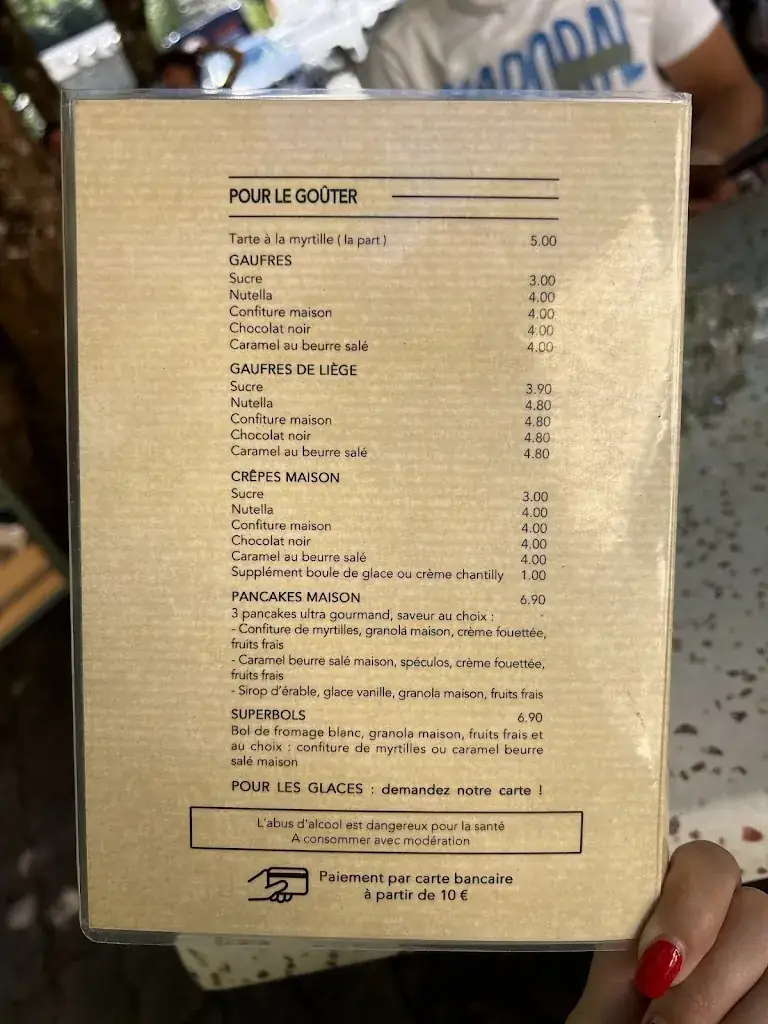 POUR LE GOÛTER
Tarte à la myrtille ( la part ) 5.00
GAUFRES
Sucre 3.00
Nutella 4.00
Confiture maison 4.00
Chocolat noir 4.00
Caramel au beurre salé 4.00
GAUFRES DE LIÈGE
Sucre 3.90
Nutella 4.80
Confiture maison 4.80
Chocolat noir 4.80
Caramel au beurre salé 4.80
CRÊPES MAISON
Sucre 3.00
Nutella 4.00
Confiture maison 4.00
Chocolat noir 4.00
Caramel au beurre salé 4.00
Supplément boule de glace ou crème chantilly 1.00
PANCAKES MAISON 6.90
3 pancakes ultra gourmand, saveur au choix :
- Confiture de myrtilles, granola maison, crème fouettée,
fruits frais
- Caramel beurre salé maison, spéculos, crème fouettée,
fruits frais
- Sirop d'érable, glace vanille, granola maison, fruits frais
SUPERBOLS 6.90
Bol de fromage blanc, granola maison, fruits frais et
au choix : confiture de myrtilles ou caramel beurre
salé maison
POUR LES GLACES : demandez notre carte !
L'abus d'alcool est dangereux pour la santé
A consommer avec modération
Paiement par carte bancaire
à partir de 10 €